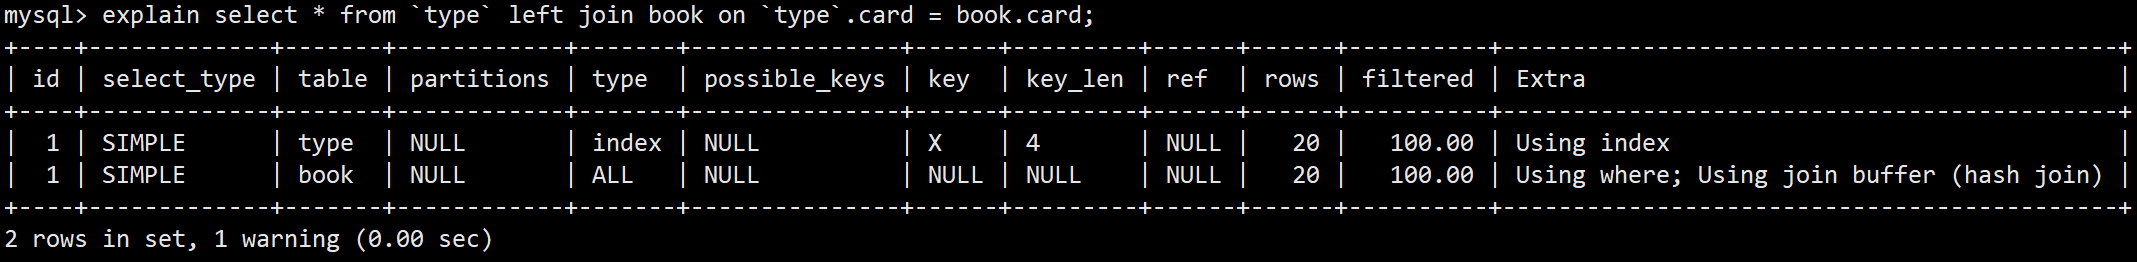 mysql> explain select * from `type` left join book on `type`.card = book.card;
+----+-------------+-------+------------+-------+---------------+------+---------+------+------+----------+--------------------------------------------+
| id | select_type | table | partitions | type  | possible_keys | key  | key_len | ref  | rows | filtered | Extra                                      |
+----+-------------+-------+------------+-------+---------------+------+---------+------+------+----------+--------------------------------------------+
|  1 | SIMPLE      | type  | NULL       | index | NULL          | X    | 4       | NULL |   20 |   100.00 | Using index                                |
|  1 | SIMPLE      | book  | NULL       | ALL   | NULL          | NULL | NULL    | NULL |   20 |   100.00 | Using where; Using join buffer (hash join) |
+----+-------------+-------+------------+-------+---------------+------+---------+------+------+----------+--------------------------------------------+
2 rows in set, 1 warning (0.00 sec)